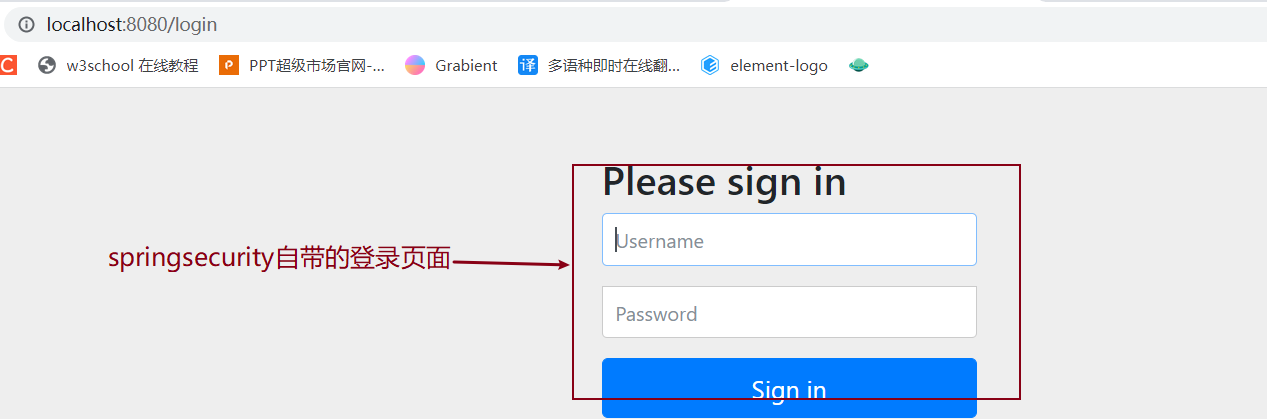 localhost:8080/login
C w3school 在线教程 PPT超级市场官网-... Grabient 译 多语种即时在线翻... element-logo
Please sign in
Username
springsecurity自带的登录页面
Password
Sign in